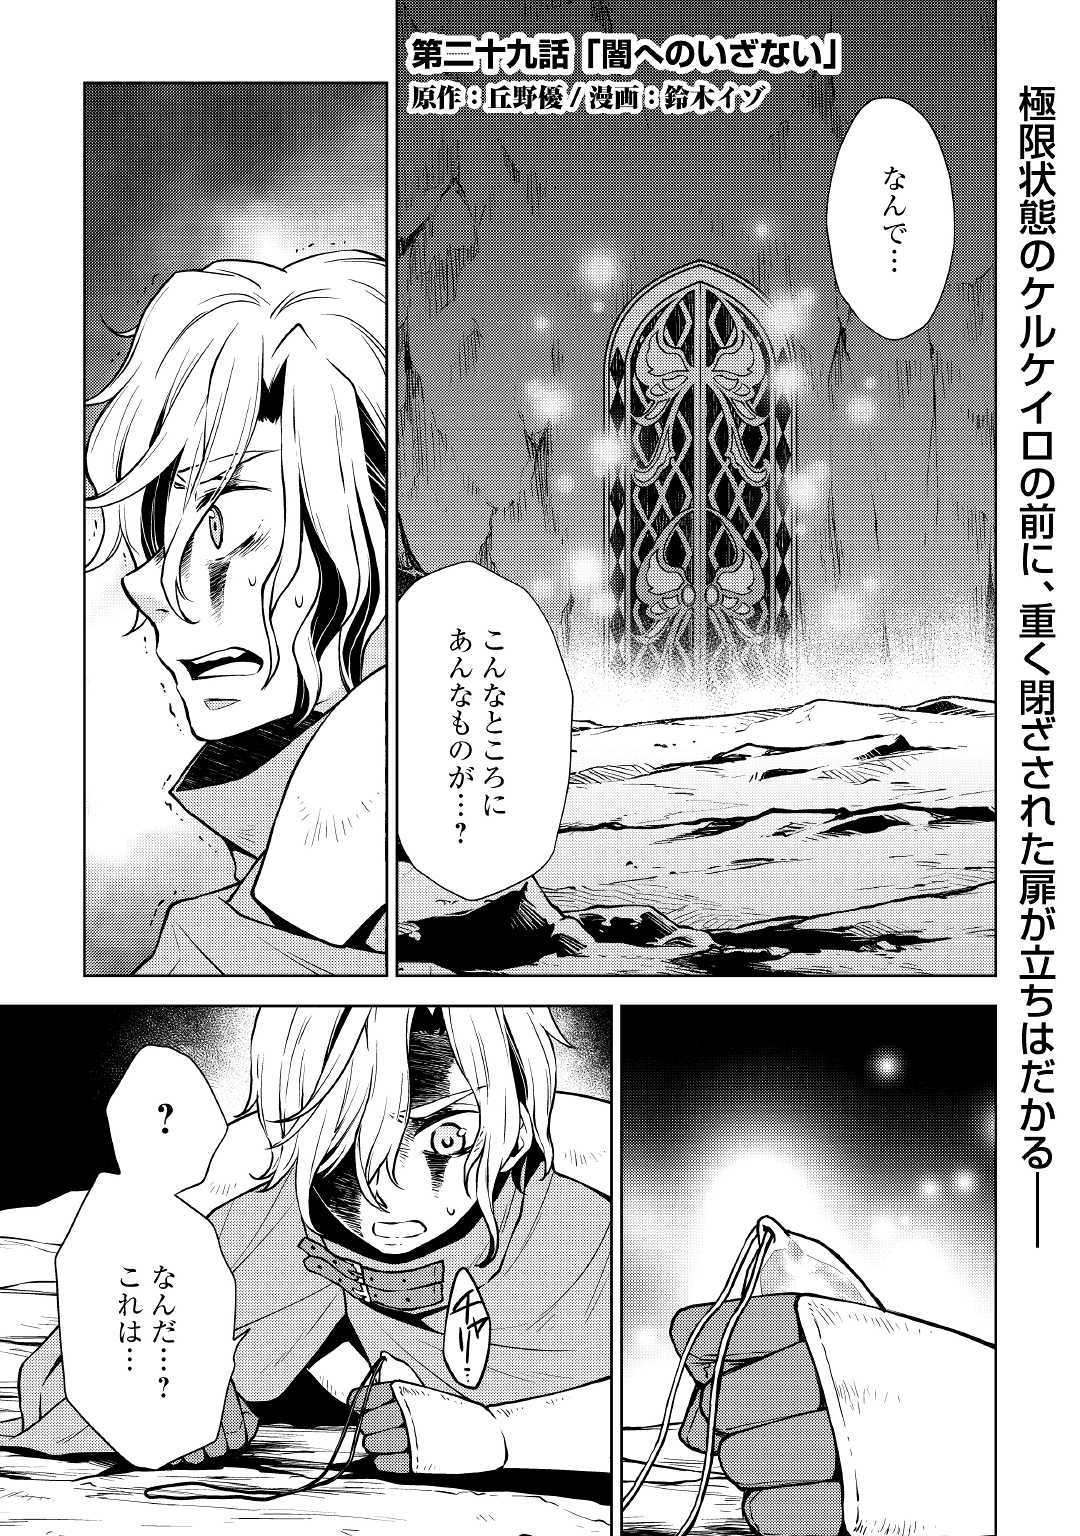 第二十九話「闇へのいざない」
原作：丘野優/漫画：鈴木イゾ
極限状態のケルケイロの前に、重く閉ざされた扉が立ちはだかる——
なんで…
こんなところに
あんなものが…？
チャリ…
？
なんだ…？
これは…